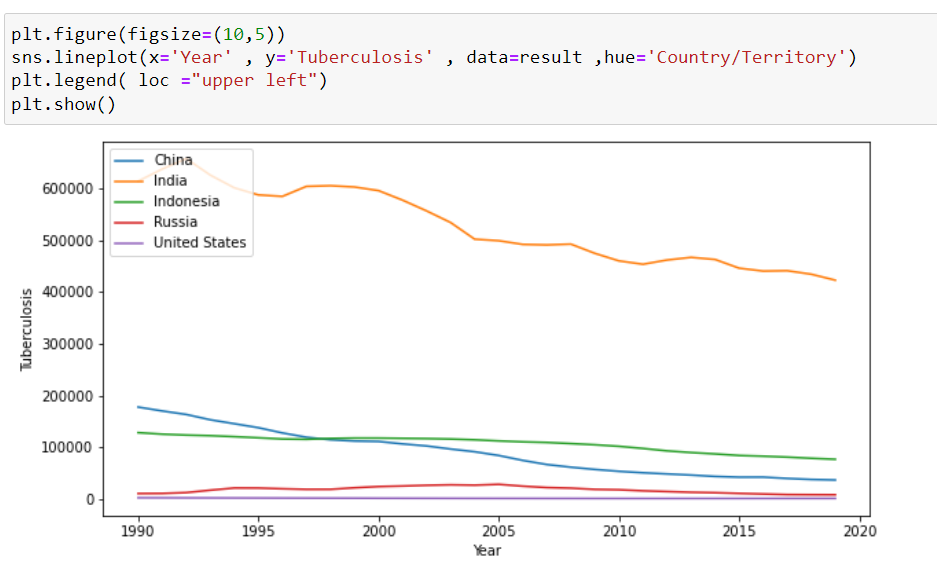 plt.figure(figsize=(10,5))
sns.lineplot(x='Year' , y='Tuberculosis' , data=result ,hue='Country/Territory')
plt.legend( loc ="upper left")
plt.show()
China
India
Indonesia
Russia
United States
600000
500000
400000
300000
200000
100000
0
Tuberculosis
1990 1995 2000 2005 2010 2015 2020
Year